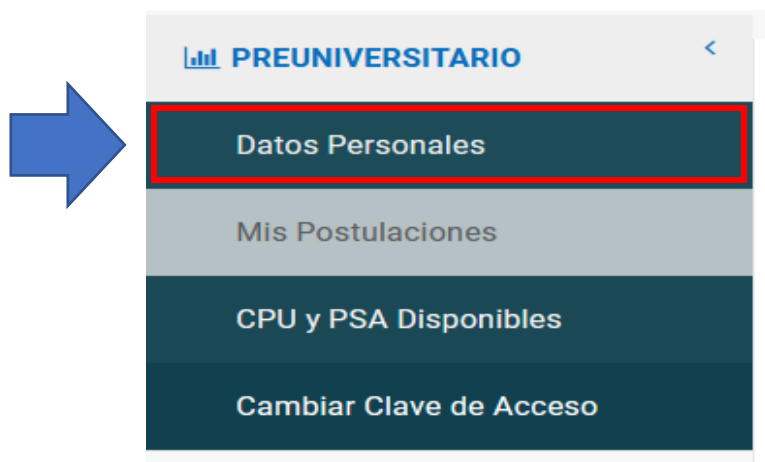 PREUNIVERSITARIO
Datos Personales
Mis Postulaciones
CPU y PSA Disponibles
Cambiar Clave de Acceso